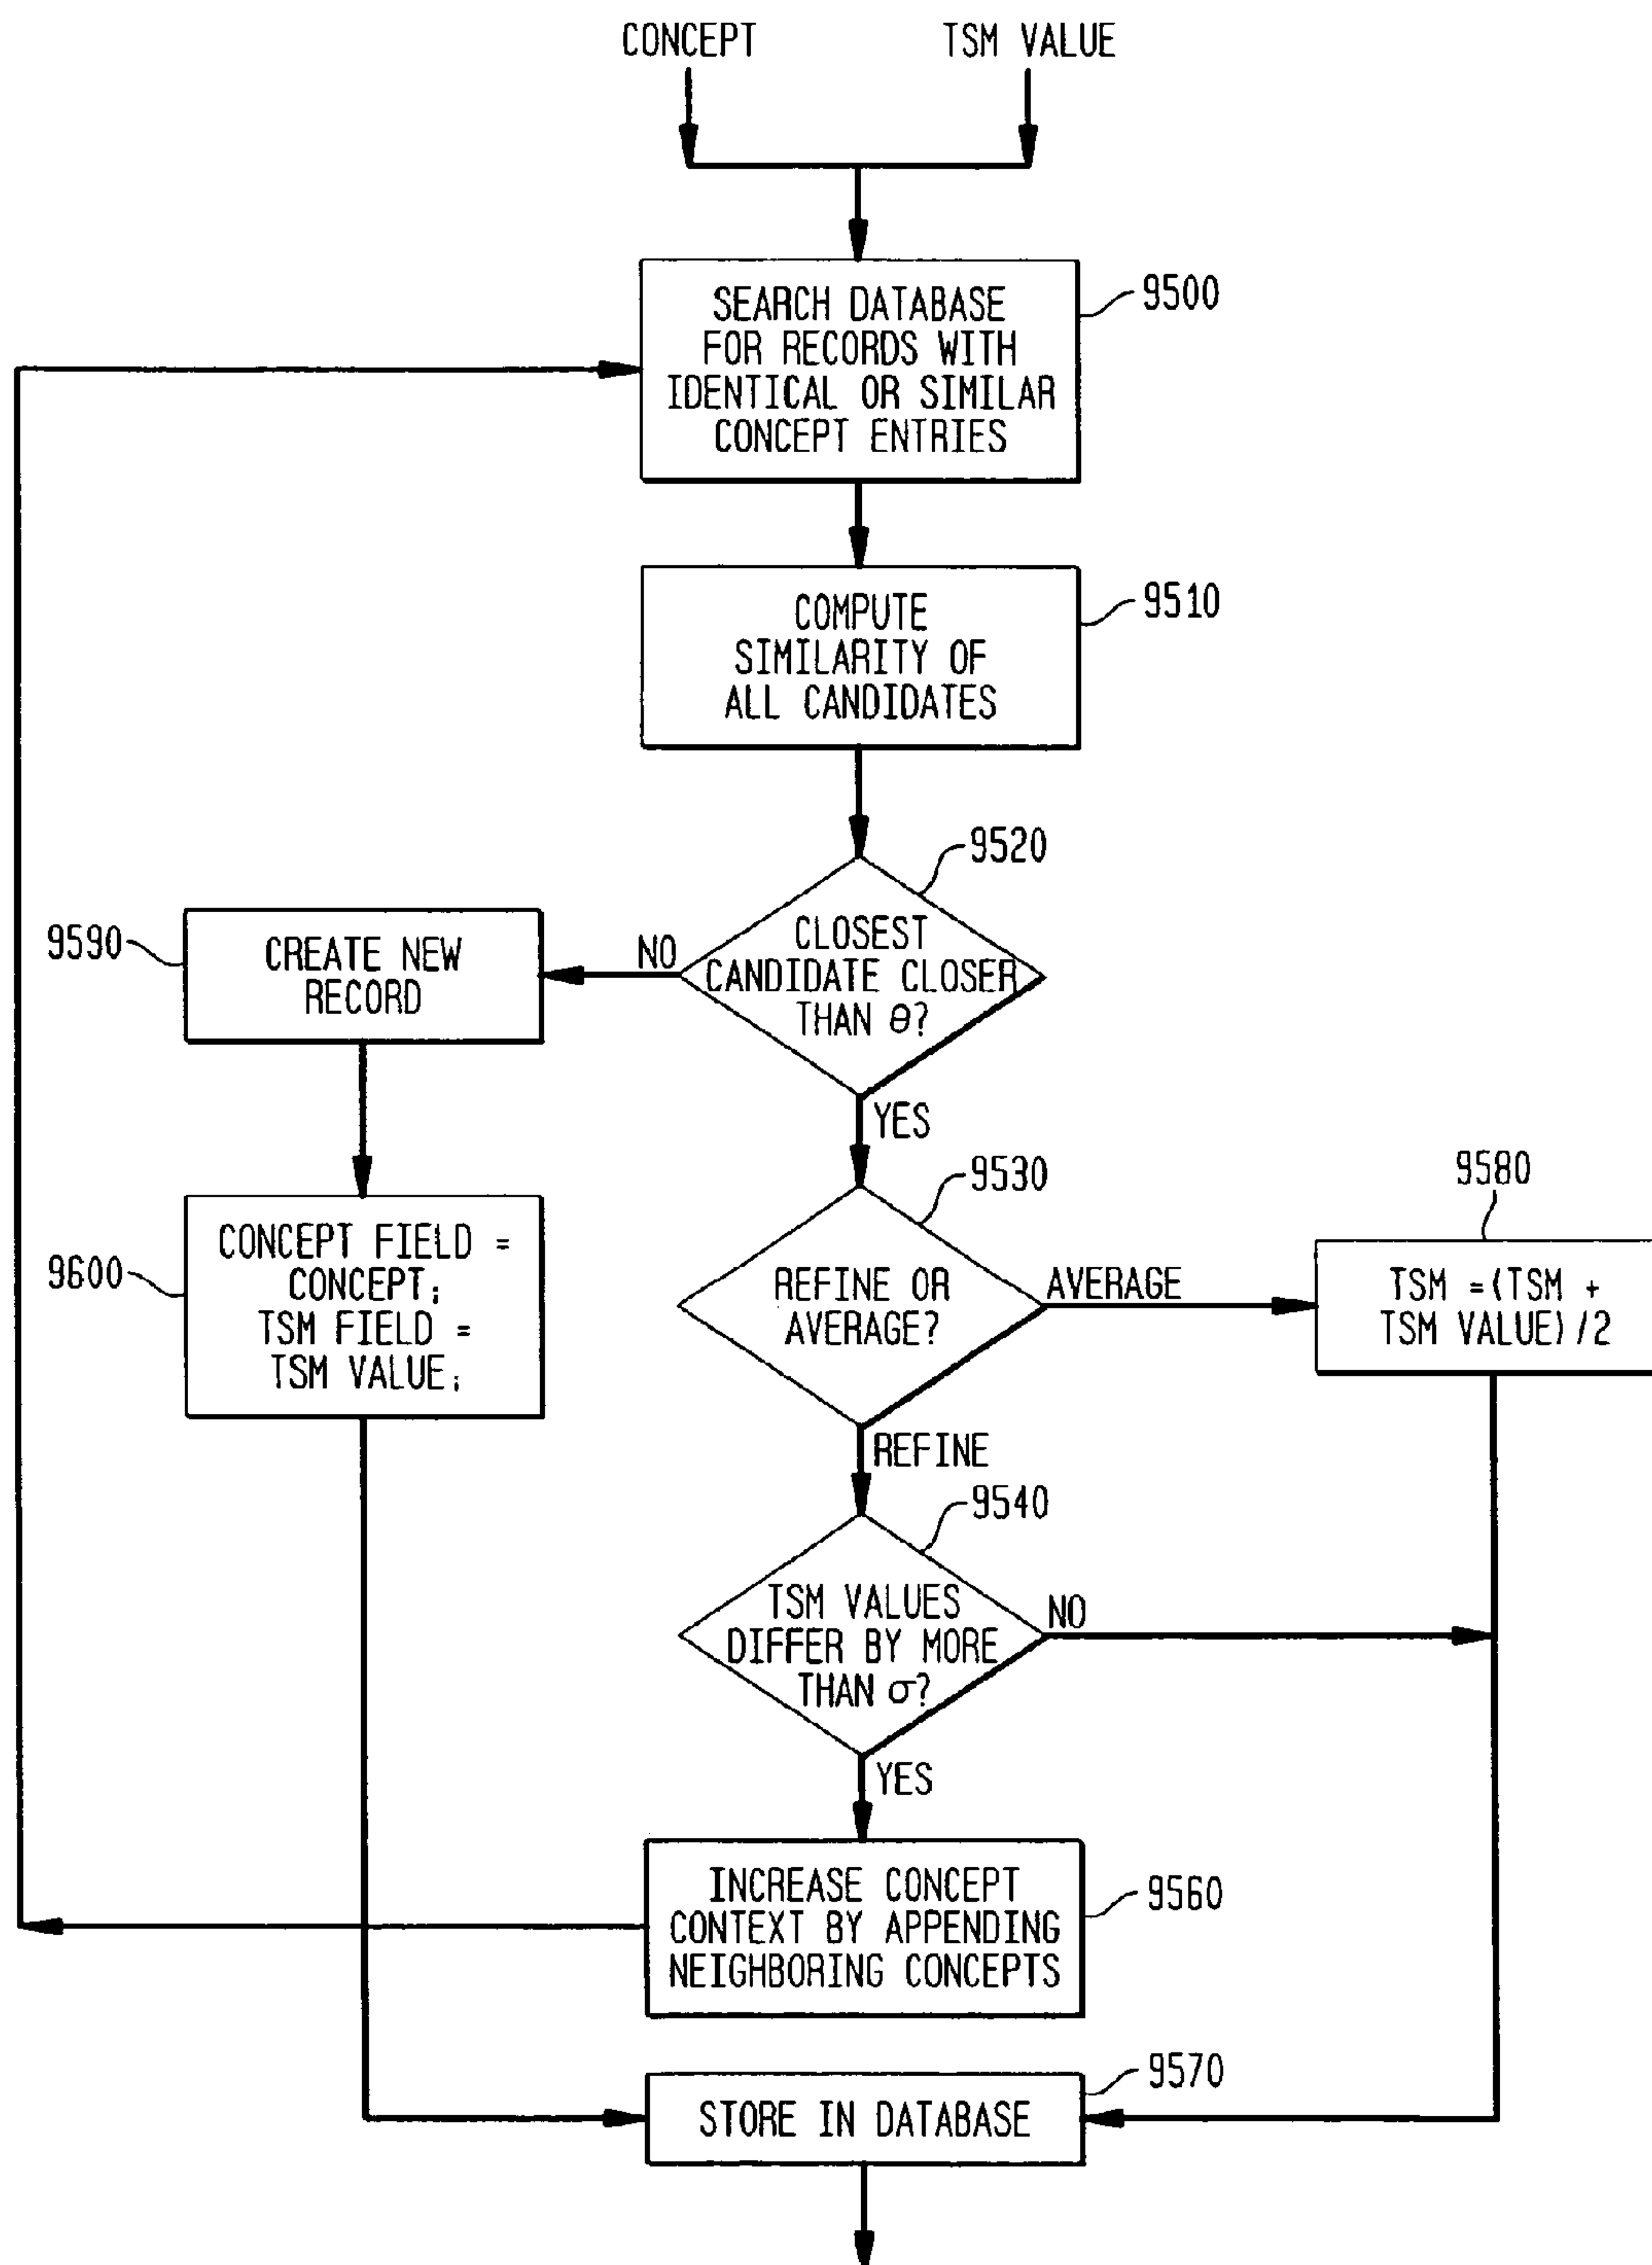 CONCEPT
TSM VALUE
SEARCH DATABASE
FOR RECORDS WITH
IDENTICAL OR SIMILAR
CONCEPT ENTRIES
9500
COMPUTE
SIMILARITY OF
ALL CANDIDATES
9510
CLOSEST
CANDIDATE CLOSER
THAN θ?
9520
NO
CREATE NEW
RECORD
9590
YES
CONCEPT FIELD =
CONCEPT;
TSM FIELD =
TSM VALUE;
9600
REFINE OR
AVERAGE?
9530
AVERAGE
TSM =(TSM +
TSM VALUE)/2
9580
REFINE
TSM VALUES
DIFFER BY MORE
THAN σ?
9540
NO
YES
INCREASE CONCEPT
CONTEXT BY APPENDING
NEIGHBORING CONCEPTS
9560
STORE IN DATABASE
9570